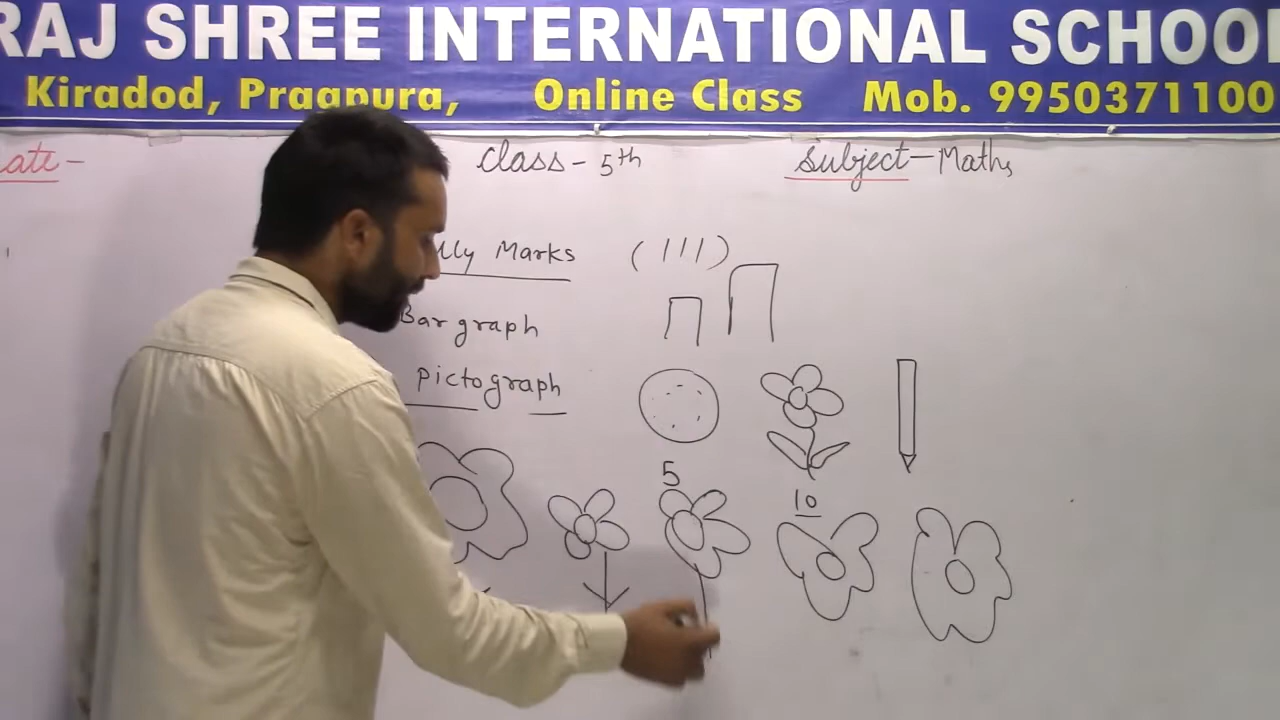 RAJ SHREE INTERNATIONAL SCHOOL
Kiradod, Pragpura, Online Class Mob. 9950371100
ate - class - 5th subject - Maths
lly Marks ( | | | )
Bar graph
pictograph
5
10